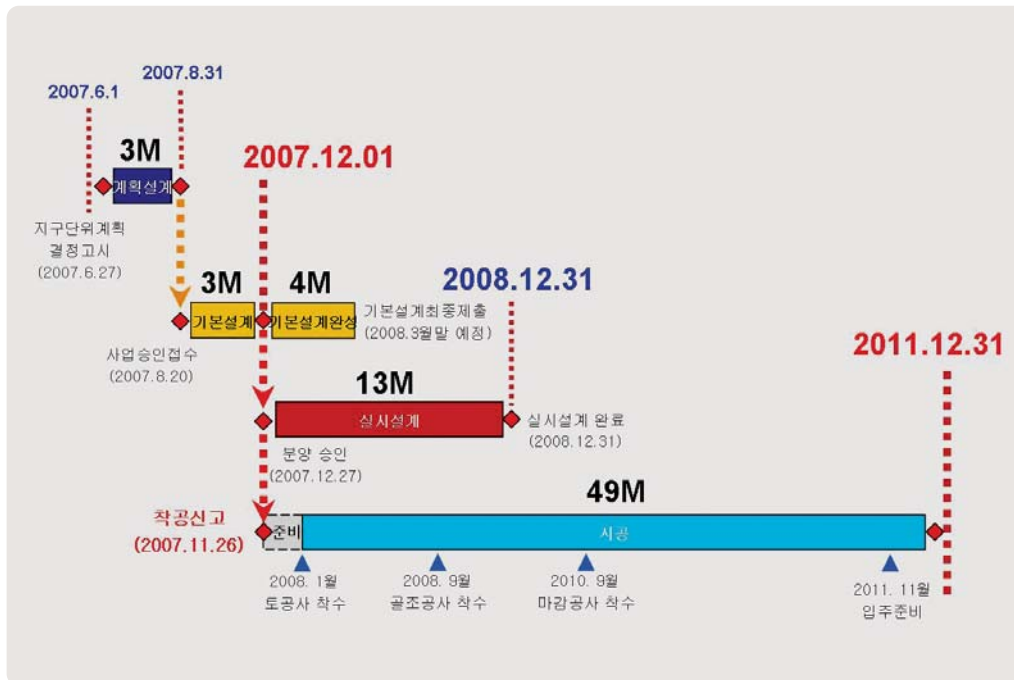 2007.6.1
2007.8.31
3M
계획설계
지구단위계획
결정고시
(2007.6.27)
2007.12.01
3M
4M
기본설계
기본설계완성
기본설계최종제출
(2008.3월말 예정)
사업승인접수
(2007.8.20)
2008.12.31
13M
실시설계
실시설계 완료
(2008.12.31)
분양 승인
(2007.12.27)
2011.12.31
49M
착공신고
(2007.11.26)
준비
시공
2008. 1월
토공사 착수
2008. 9월
골조공사 착수
2010. 9월
마감공사 착수
2011. 11월
입주준비